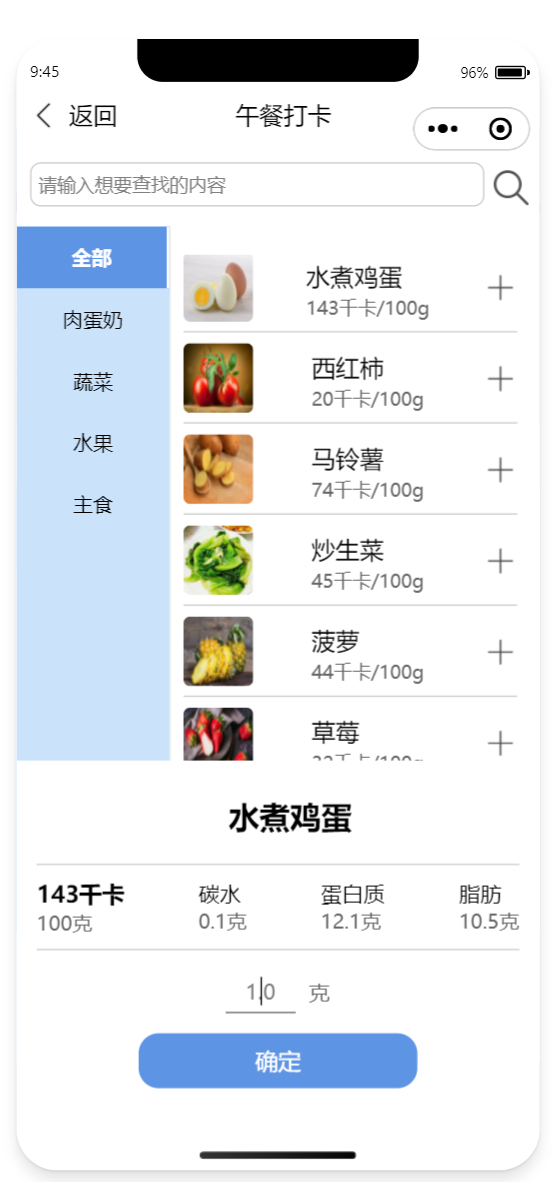 9:45
96%
返回
午餐打卡
请输入想要查找的内容
全部
肉蛋奶
蔬菜
水果
主食
水煮鸡蛋
143千卡/100g
西红柿
20千卡/100g
马铃薯
74千卡/100g
炒生菜
45千卡/100g
菠萝
44千卡/100g
草莓
水煮鸡蛋
143千卡
100克
碳水
0.1克
蛋白质
12.1克
脂肪
10.5克
1.0 克
确定